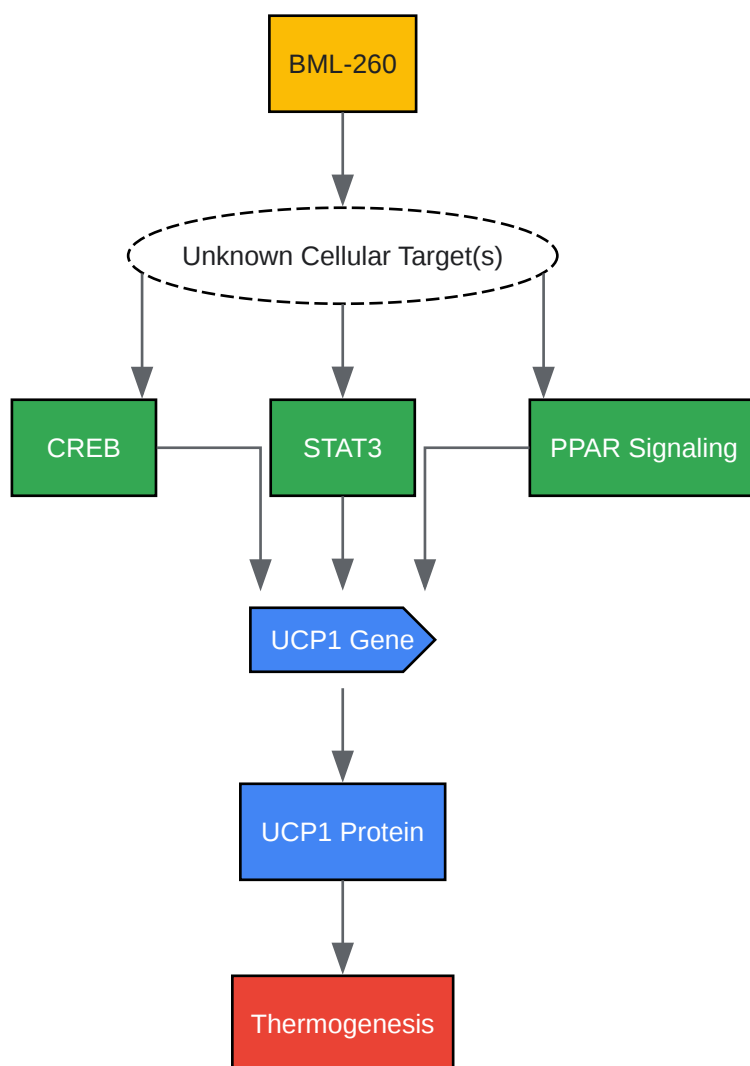 BML-260
Unknown Cellular Target(s)
CREB
STAT3
PPAR Signaling
UCP1 Gene
UCP1 Protein
Thermogenesis